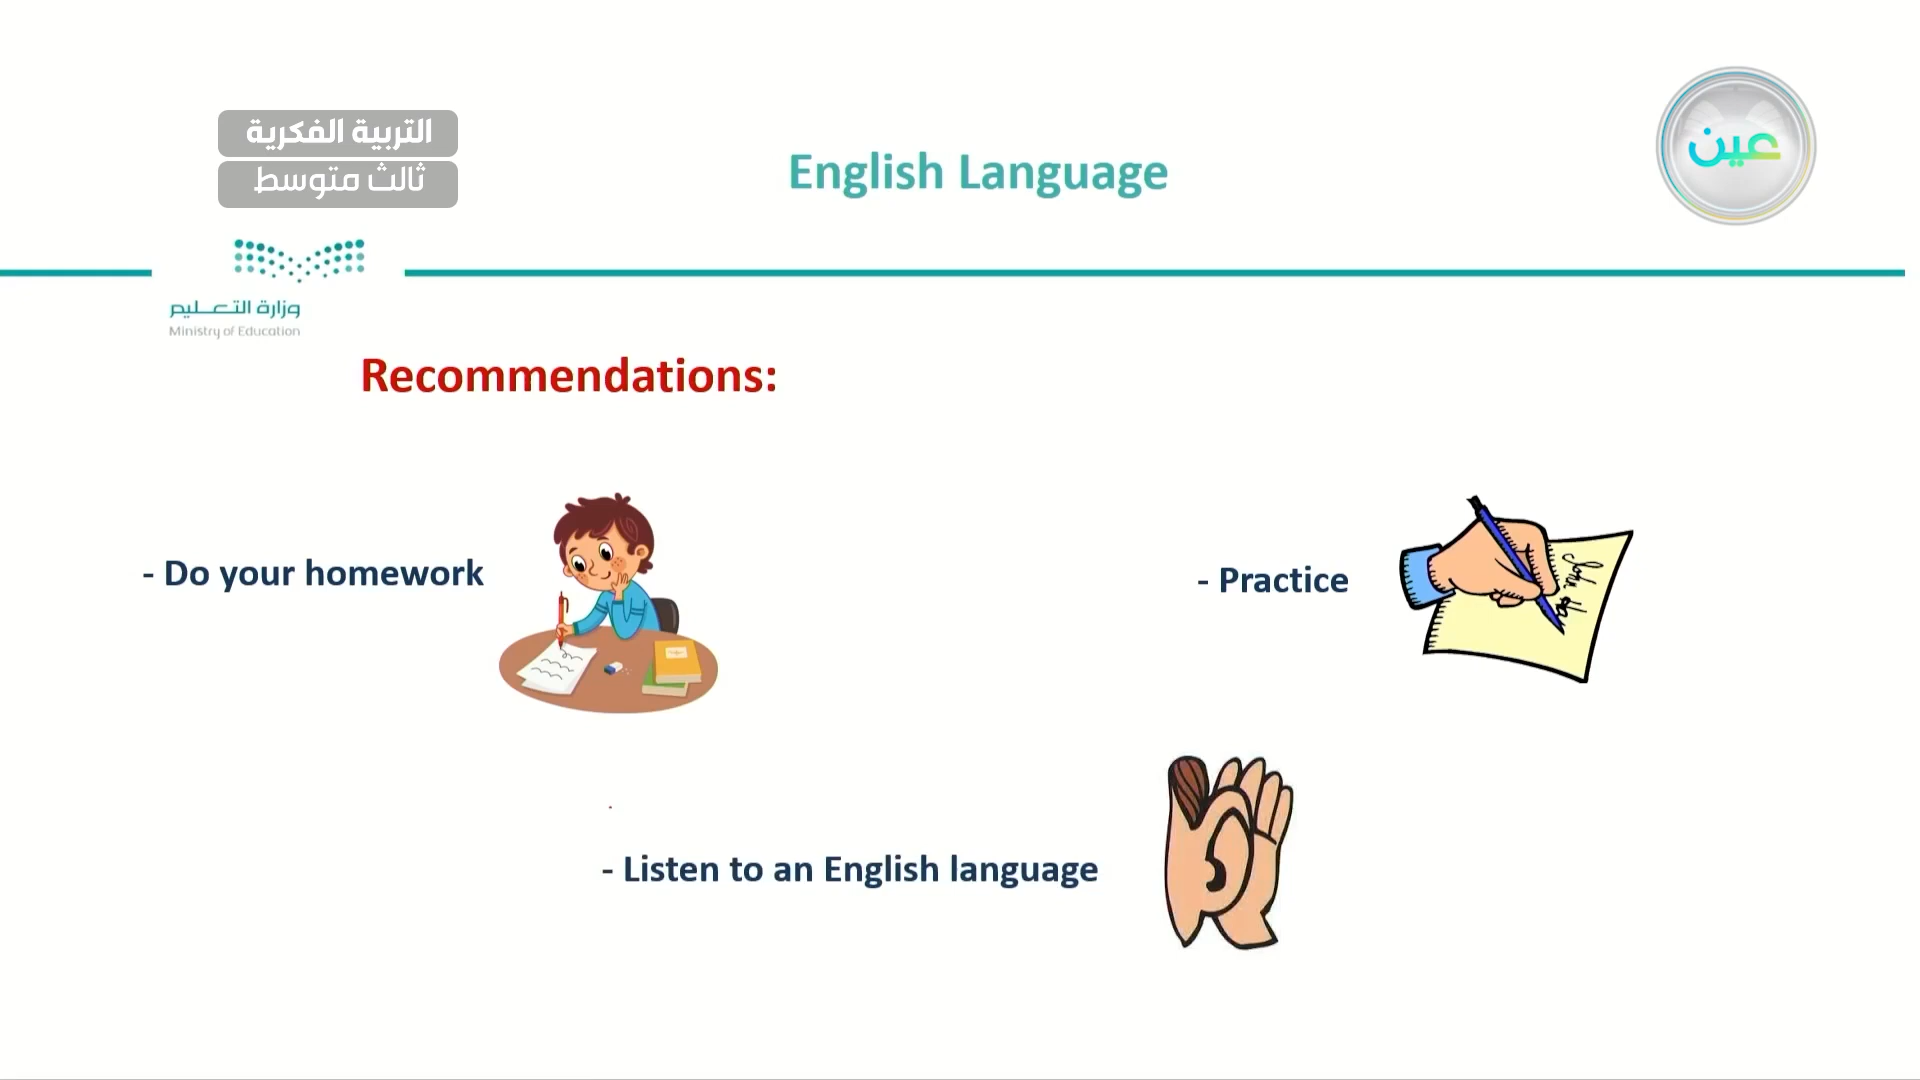 التربية الفكرية
ثالث متوسط
English Language
عين
وزارة التعليم
Ministry of Education
Recommendations:
- Do your homework
- Practice
- Listen to an English language